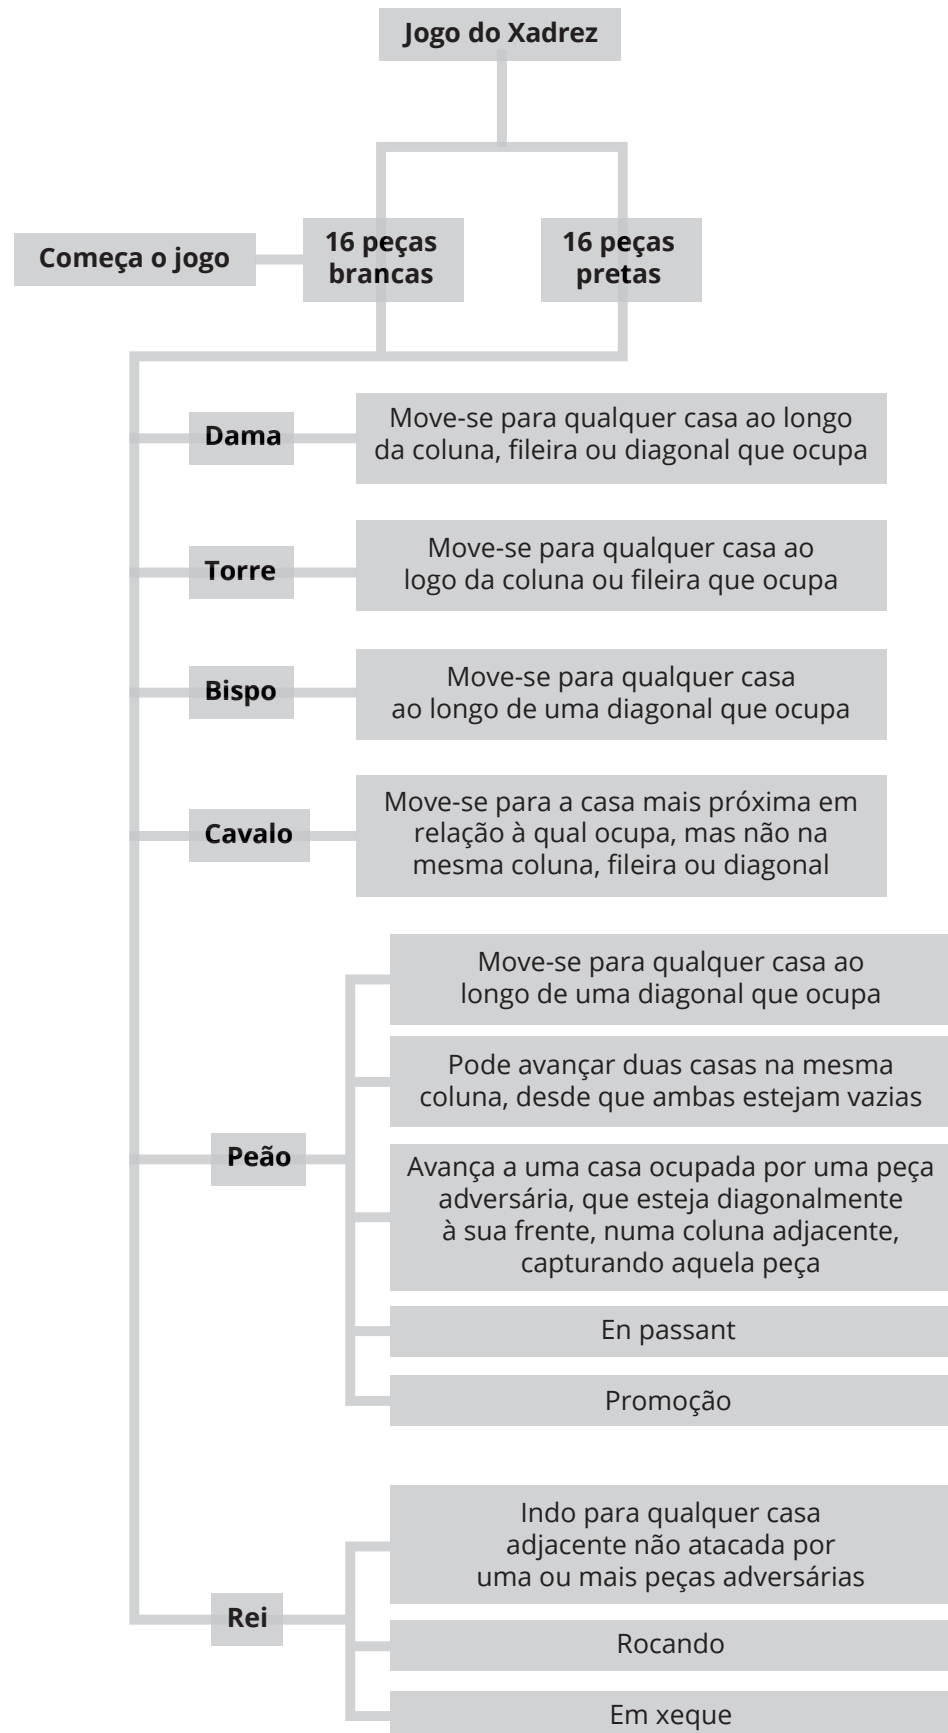 Jogo do Xadrez
Começa o jogo
16 peças
brancas
16 peças
pretas
Dama
Move-se para qualquer casa ao longo
da coluna, fileira ou diagonal que ocupa
Torre
Move-se para qualquer casa ao
logo da coluna ou fileira que ocupa
Bispo
Move-se para qualquer casa
ao longo de uma diagonal que ocupa
Cavalo
Move-se para a casa mais próxima em
relação à qual ocupa, mas não na
mesma coluna, fileira ou diagonal
Peão
Move-se para qualquer casa ao
longo de uma diagonal que ocupa
Pode avançar duas casas na mesma
coluna, desde que ambas estejam vazias
Avança a uma casa ocupada por uma peça
adversária, que esteja diagonalmente
à sua frente, numa coluna adjacente,
capturando aquela peça
En passant
Promoção
Rei
Indo para qualquer casa
adjacente não atacada por
uma ou mais peças adversárias
Rocando
Em xeque